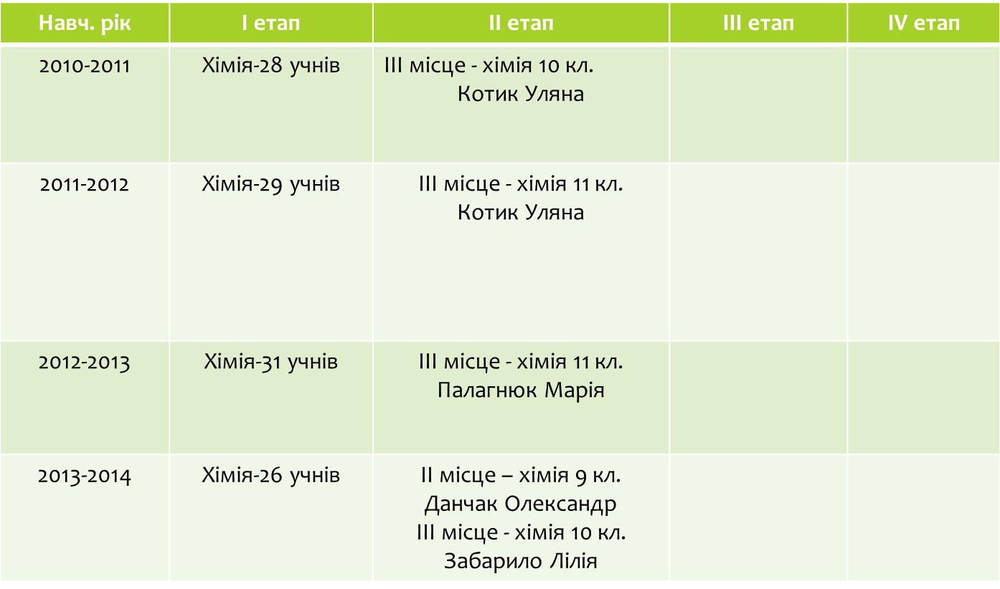 Навч. рік І етап ІІ етап ІІІ етап IV етап
2010-2011 Хімія-28 учнів ІІІ місце - хімія 10 кл.
Котик Уляна
2011-2012 Хімія-29 учнів ІІІ місце - хімія 11 кл.
Котик Уляна
2012-2013 Хімія-31 учнів ІІІ місце - хімія 11 кл.
Палагнюк Марія
2013-2014 Хімія-26 учнів ІІ місце – хімія 9 кл.
Данчак Олександр
ІІІ місце - хімія 10 кл.
Забарило Лілія